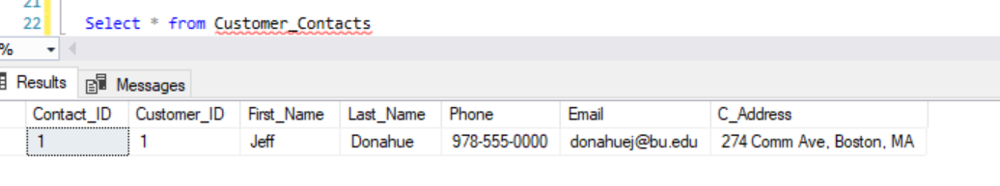 21
22 Select * from Customer_Contacts
%
Results Messages
Contact_ID Customer_ID First_Name Last_Name Phone Email C_Address
1 1 Jeff Donahue 978-555-0000 donahuej@bu.edu 274 Comm Ave, Boston, MA